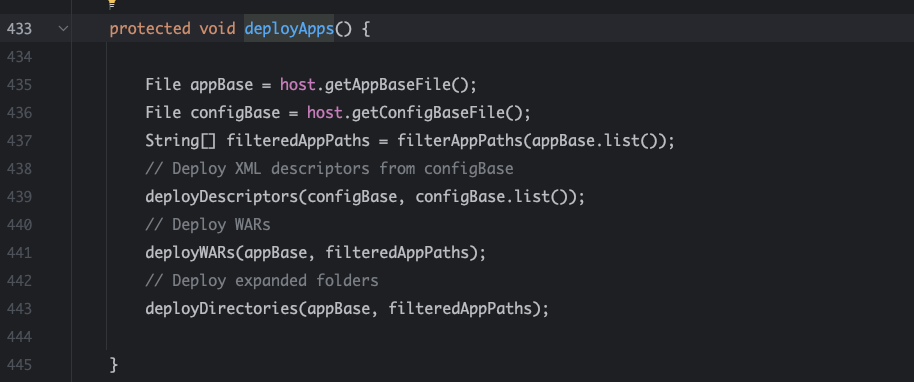 433 protected void deployApps() {
434
435 File appBase = host.getAppBaseFile();
436 File configBase = host.getConfigBaseFile();
437 String[] filteredAppPaths = filterAppPaths(appBase.list());
438 // Deploy XML descriptors from configBase
439 deployDescriptors(configBase, configBase.list());
440 // Deploy WARs
441 deployWARs(appBase, filteredAppPaths);
442 // Deploy expanded folders
443 deployDirectories(appBase, filteredAppPaths);
444
445 }